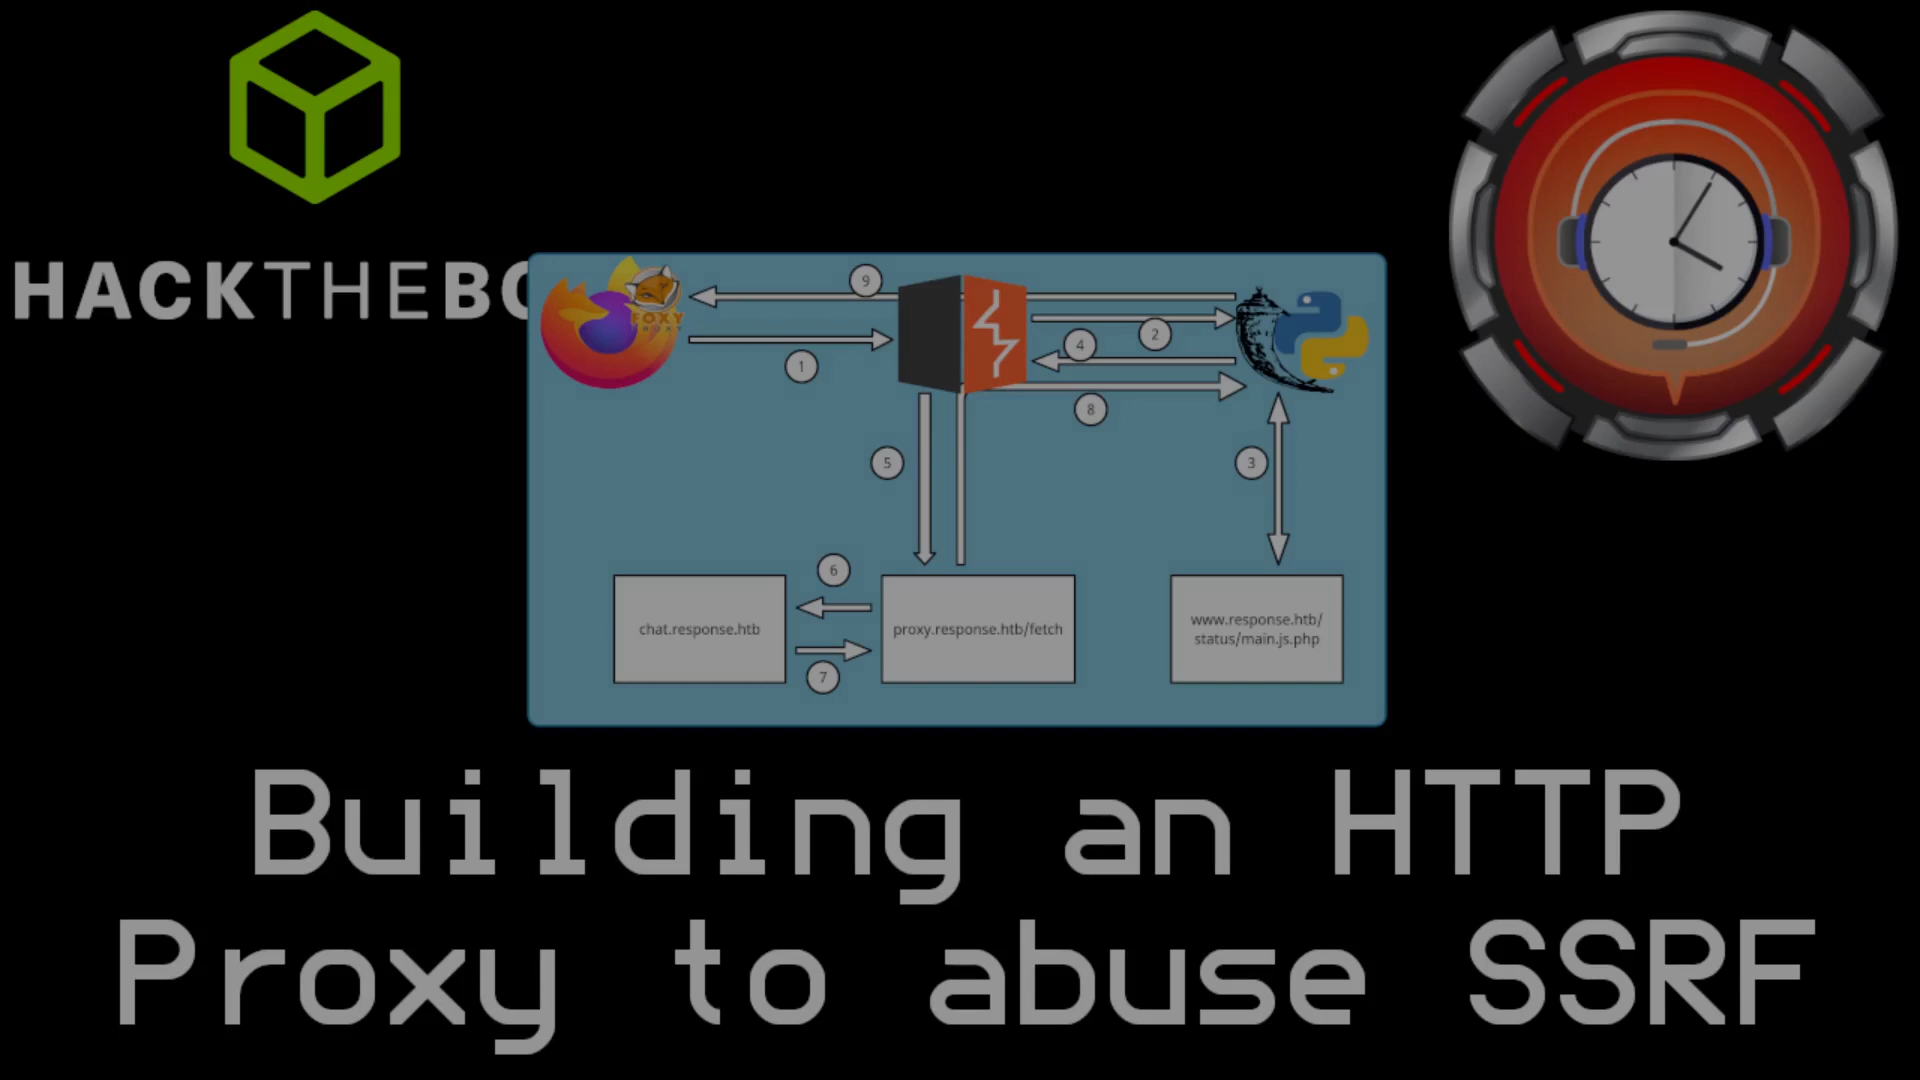 HACKTHEBO
FOXY
PROXY
9
1
2
4
8
5
3
6
7
chat.response.htb
proxy.response.htb/fetch
www.response.htb/
status/main.js.php
Building an HTTP
Proxy to abuse SSRF